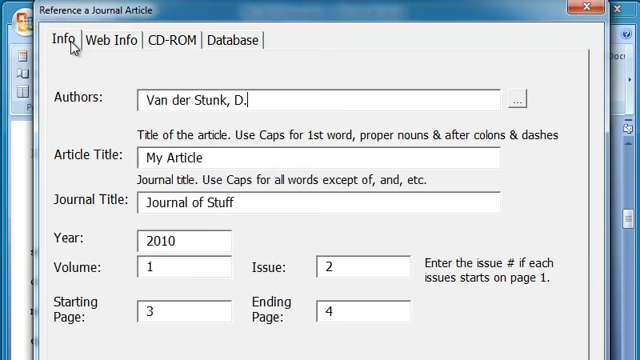 Reference a Journal Article
Info Web Info CD-ROM Database
Authors: Van der Stunk, D. ...
Title of the article. Use Caps for 1st word, proper nouns & after colons & dashes
Article Title: My Article
Journal title. Use Caps for all words except of, and, etc.
Journal Title: Journal of Stuff
Year: 2010
Volume: 1 Issue: 2 Enter the issue # if each
issues starts on page 1.
Starting Ending
Page: 3 Page: 4